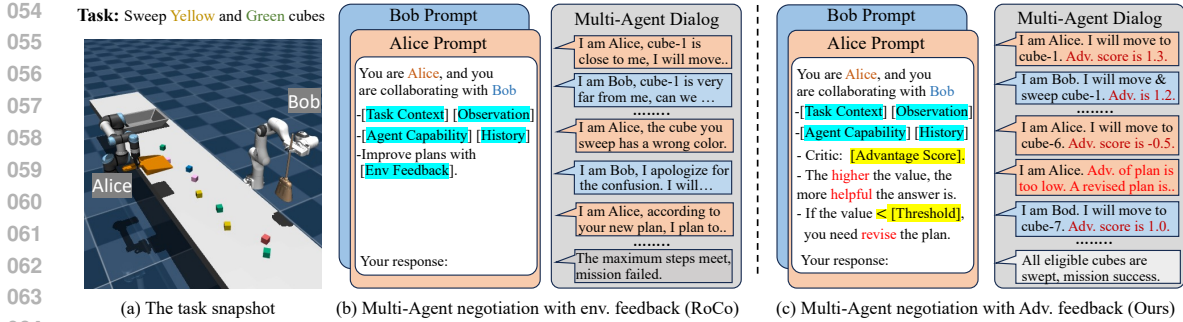 054
055
056
057
058
059
060
061
062
063
Task: Sweep Yellow and Green cubes
Bob
Alice
(a) The task snapshot
Bob Prompt
Alice Prompt
You are Alice, and you
are collaborating with Bob
-[Task Context] [Observation]
-[Agent Capability] [History]
-Improve plans with
[Env Feedback].
Your response:
Multi-Agent Dialog
I am Alice, cube-1 is
close to me, I will move..
I am Bob, cube-1 is very
far from me, can we …
........
I am Alice, the cube you
sweep has a wrong color.
I am Bob, I apologize for
the confusion. I will…
I am Alice, according to
your new plan, I plan to..
........
The maximum steps meet,
mission failed.
(b) Multi-Agent negotiation with env. feedback (RoCo)
Bob Prompt
Alice Prompt
You are Alice, and you
are collaborating with Bob
-[Task Context] [Observation]
-[Agent Capability] [History]
- Critic: [Advantage Score].
- The higher the value, the
more helpful the answer is.
- If the value < [Threshold],
you need revise the plan.
Your response:
Multi-Agent Dialog
I am Alice. I will move to
cube-1. Adv. score is 1.3.
I am Bob. I will move &
sweep cube-1. Adv. is 1.2.
........
I am Alice. I will move to
cube-6. Adv. score is -0.5.
I am Alice. Adv. of plan is
too low. A revised plan is..
I am Bod. I will move to
cube-7. Adv. score is 1.0.
........
All eligible cubes are
swept, mission success.
(c) Multi-Agent negotiation with Adv. feedback (Ours)